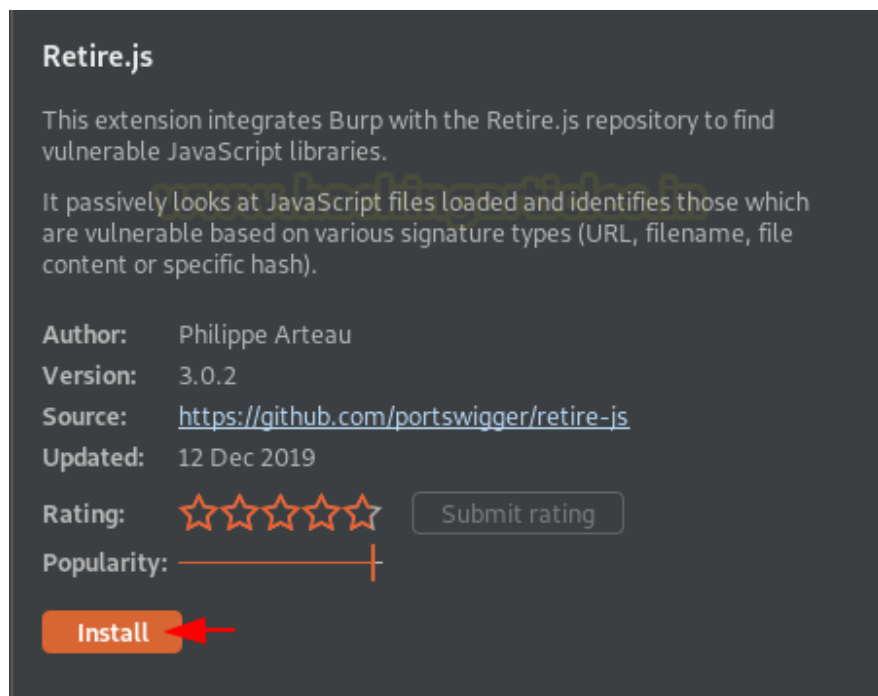 Retire.js
This extension integrates Burp with the Retire.js repository to find
vulnerable JavaScript libraries.
www.hackingarticles.in
It passively looks at JavaScript files loaded and identifies those which
are vulnerable based on various signature types (URL, filename, file
content or specific hash).
Author: Philippe Arteau
Version: 3.0.2
Source: https://github.com/portswigger/retire-js
Updated: 12 Dec 2019
Rating: Submit rating
Popularity:
Install